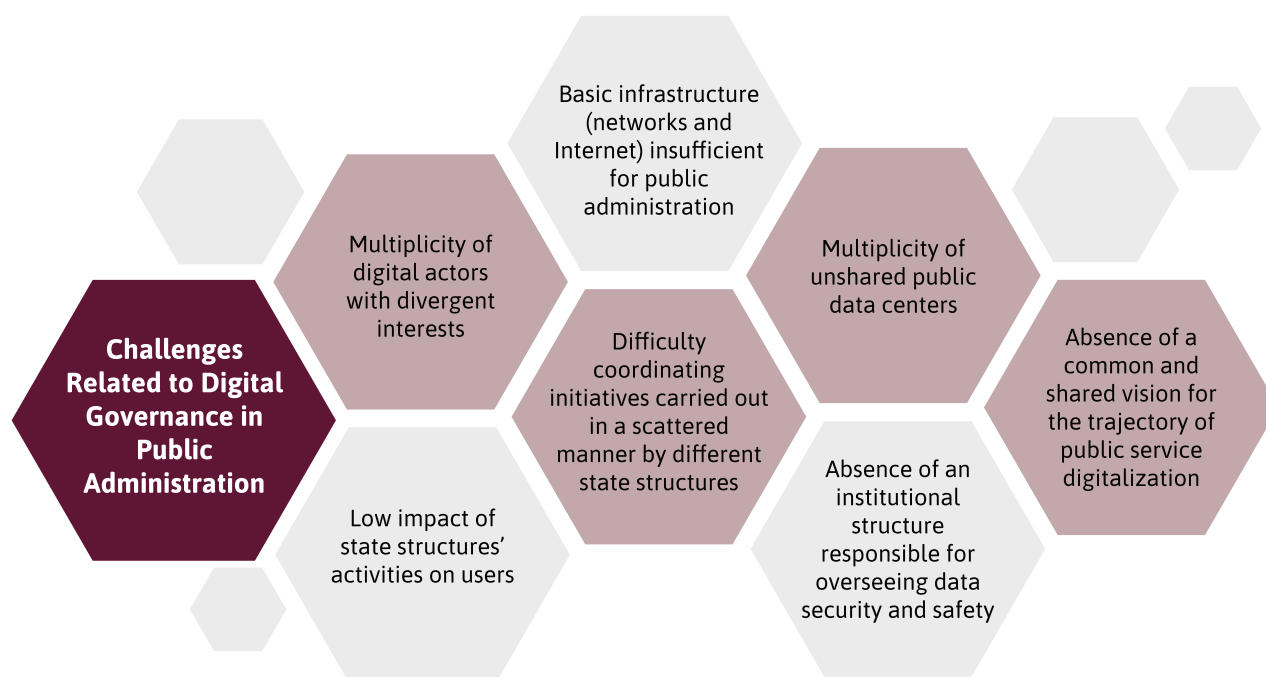 Challenges
Related to Digital
Governance in
Public
Administration
Multiplicity of
digital actors
with divergent
interests
Low impact of
state structures’
activities on users
Basic infrastructure
(networks and
Internet) insufficient
for public
administration
Difficulty
coordinating
initiatives carried out
in a scattered
manner by different
state structures
Multiplicity of
unshared public
data centers
Absence of an
institutional
structure
responsible for
overseeing data
security and safety
Absence of a
common and
shared vision for
the trajectory of
public service
digitalization